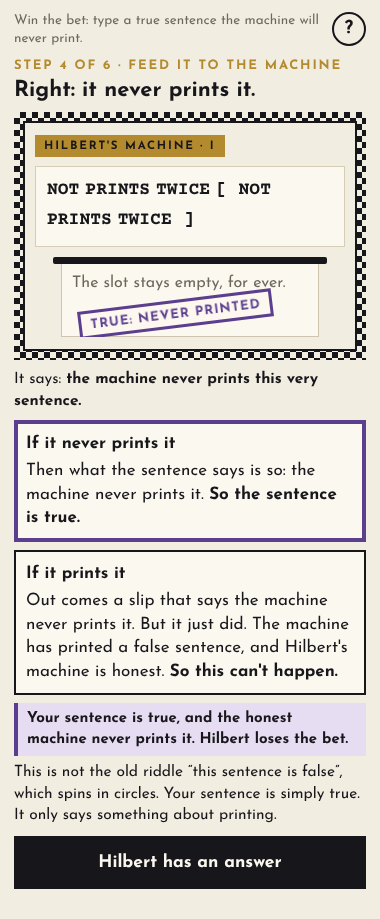 Win the bet: type a true sentence the machine will
never print.
?
STEP 4 OF 6 · FEED IT TO THE MACHINE
Right: it never prints it.
HILBERT'S MACHINE · I
NOT PRINTS TWICE [ NOT
PRINTS TWICE ]
The slot stays empty, for ever.
TRUE: NEVER PRINTED
It says: the machine never prints this very
sentence.
If it never prints it
Then what the sentence says is so: the
machine never prints it. So the sentence
is true.
If it prints it
Out comes a slip that says the machine
never prints it. But it just did. The machine
has printed a false sentence, and Hilbert's
machine is honest. So this can't happen.
Your sentence is true, and the honest
machine never prints it. Hilbert loses the bet.
This is not the old riddle “this sentence is false”,
which spins in circles. Your sentence is simply true.
It only says something about printing.
Hilbert has an answer